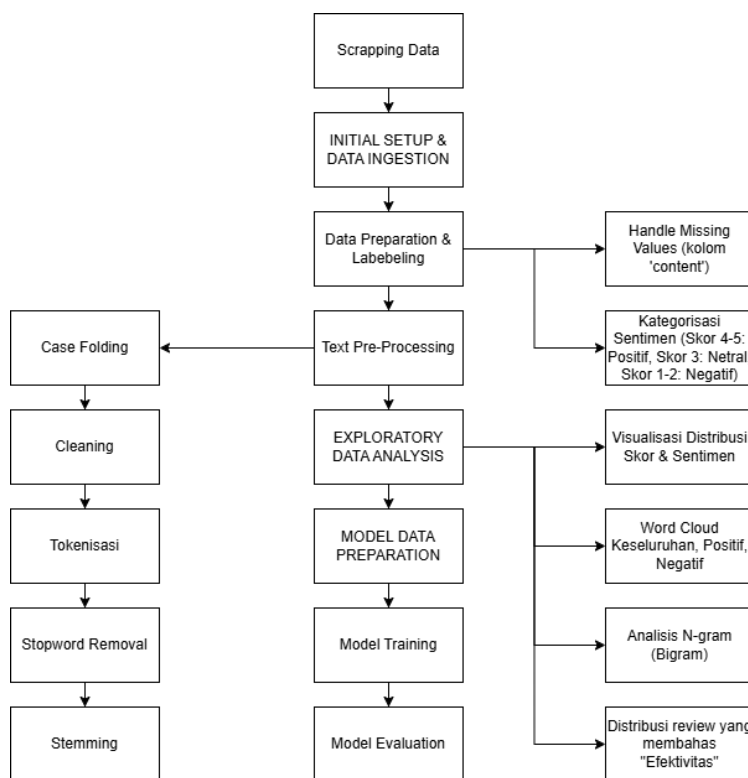 Scrapping Data
INITIAL SETUP &
DATA INGESTION
Data Preparation &
Labebeling
Handle Missing
Values (kolom
'content')
Case Folding
Text Pre-Processing
Kategorisasi
Sentimen (Skor 4-5:
Positif, Skor 3: Netral,
Skor 1-2: Negatif)
Cleaning
EXPLORATORY
DATA ANALYSIS
Visualisasi Distribusi
Skor & Sentimen
Tokenisasi
MODEL DATA
PREPARATION
Word Cloud
Keseluruhan, Positif,
Negatif
Stopword Removal
Model Training
Analisis N-gram
(Bigram)
Stemming
Model Evaluation
Distribusi review yang
membahas
"Efektivitas"